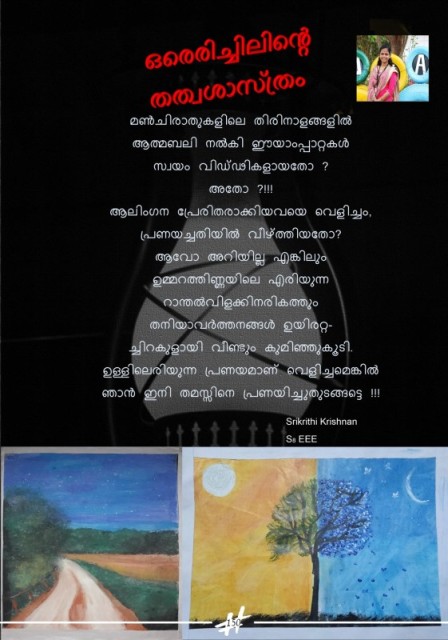 ഒരെരിച്ചിലിന്റെ
തത്വശാസ്ത്രം
മൺചിരാതുകളിലെ തിരിനാളങ്ങളിൽ
ആത്മബലി നൽകി ഈയാംപ്പാറ്റകൾ
സ്വയം വിഡ്ഢികളായതോ ?
അതോ ?!!!
ആലിംഗന പ്രേരിതരാക്കിയവയെ വെളിച്ചം,
പ്രണയച്ചതിയിൽ വീഴ്ത്തിയതോ?
ആവോ അറിയില്ല എങ്കിലും
ഉമ്മറത്തിണ്ണയിലെ എരിയുന്ന
റാന്തൽവിളക്കിനരികത്തും
തനിയാവർത്തനങ്ങൾ ഉയിരറ്റ-
ച്ചിറകുളായി വീണ്ടും കുമിഞ്ഞുകൂടി.
ഉള്ളിലെരിയുന്ന പ്രണയമാണ് വെളിച്ചമെങ്കിൽ
ഞാൻ ഇനി തമസ്സിനെ പ്രണയിച്ചുതുടങ്ങട്ടെ !!!
Srikrithi Krishnan
S8 EEE